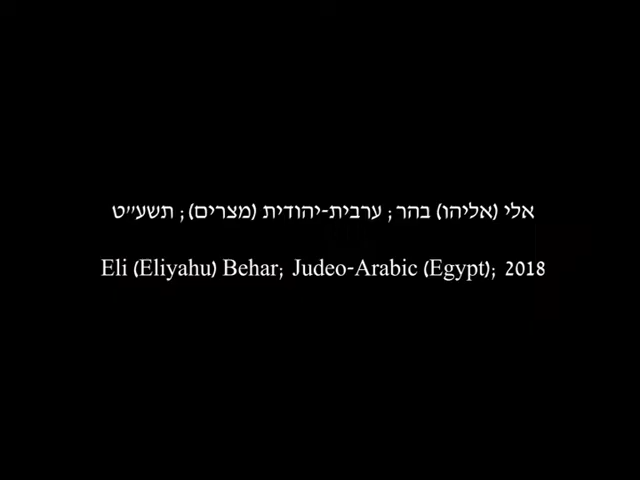 אלי (אליהו) בהר; ערבית-יהודית (מצרים); תשע״ט
Eli (Eliyahu) Behar; Judeo-Arabic (Egypt); 2018